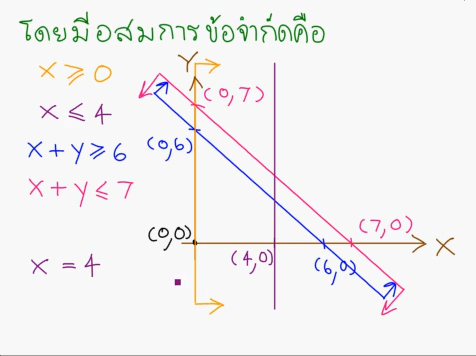 โดยมีอสมการข้อจำกัดคือ
x ≥ 0
x ≤ 4
x + y ≥ 6
x + y ≤ 7
x = 4
Y
(0,7)
(0,6)
(7,0)
(0,0)
X
(4,0)
(6,0)